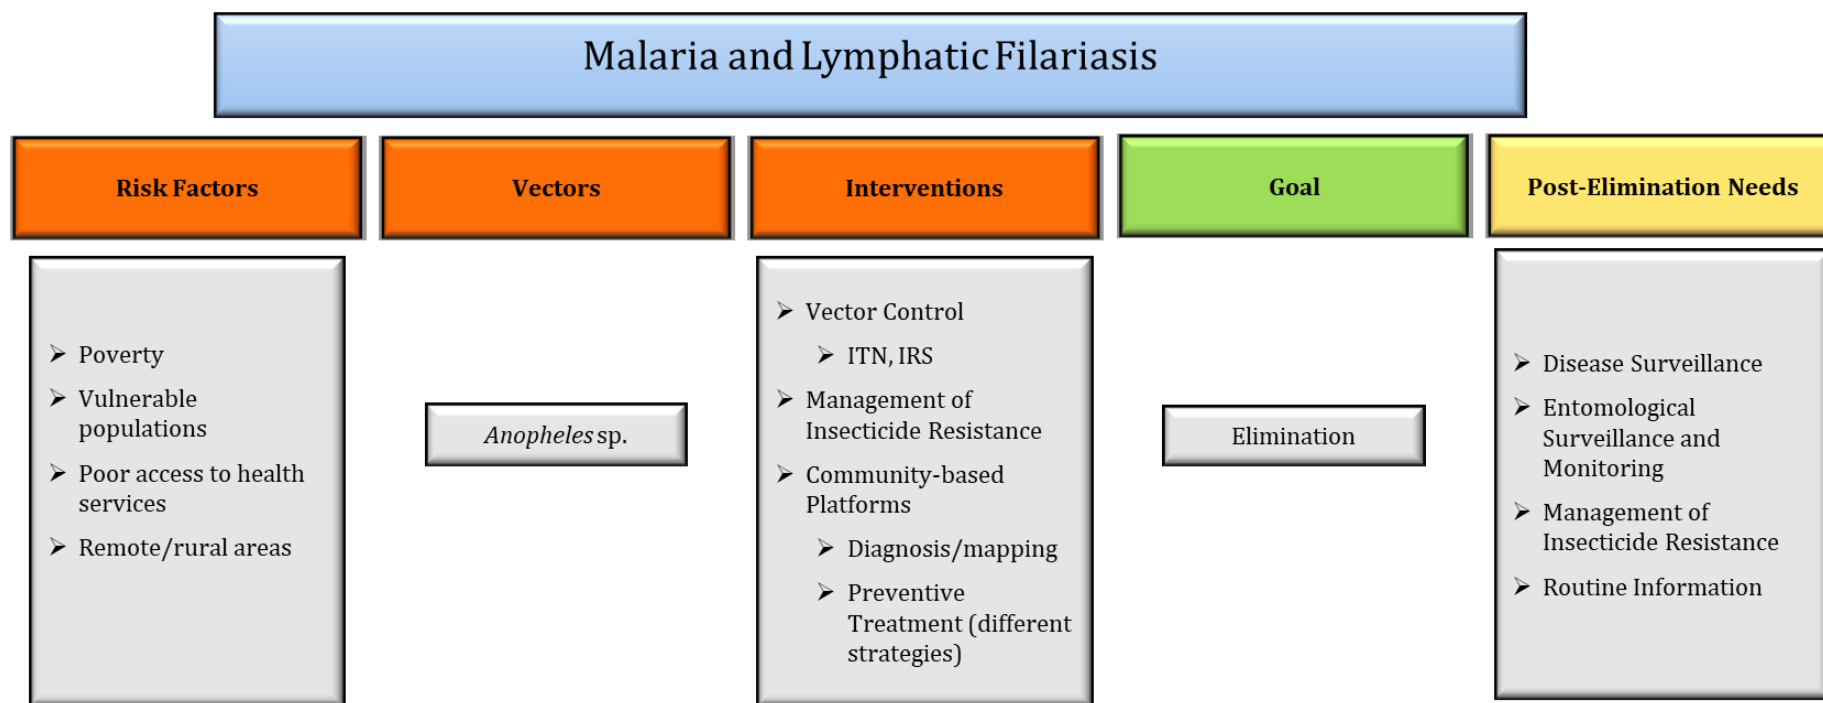 Malaria and Lymphatic Filariasis
Risk Factors
Vectors
Interventions
Goal
Post-Elimination Needs
➢ Poverty
➢ Vulnerable
populations
➢ Poor access to health
services
➢ Remote/rural areas
Anopheles sp.
➢ Vector Control
➢ ITN, IRS
➢ Management of
Insecticide Resistance
➢ Community-based
Platforms
➢ Diagnosis/mapping
➢ Preventive
Treatment (different
strategies)
Elimination
➢ Disease Surveillance
➢ Entomological
Surveillance and
Monitoring
➢ Management of
Insecticide Resistance
➢ Routine Information